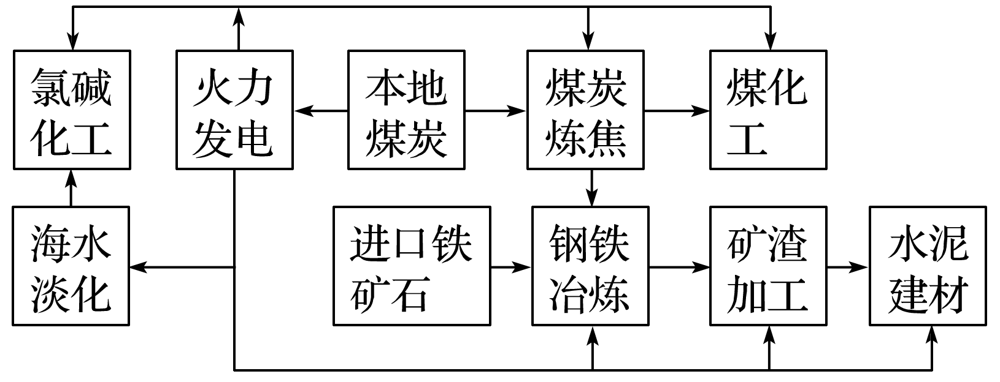 氯碱
化工
火力
发电
本地
煤炭
煤炭
炼焦
煤化
工
海水
淡化
进口铁
矿石
钢铁
冶炼
矿渣
加工
水泥
建材